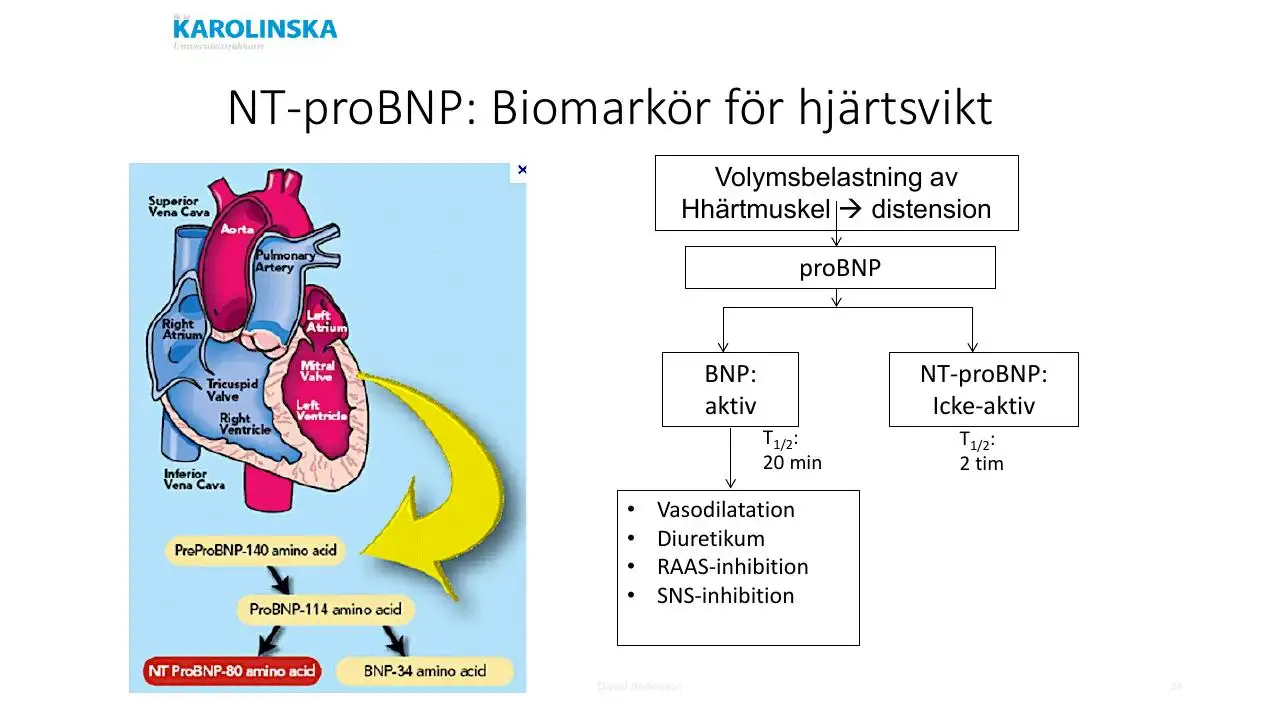 KAROLINSKA
Universitetssjukhuset
NT-proBNP: Biomarkör för hjärtsvikt
Superior
Vena Cava
Aorta
Pulmonary
Artery
Right
Atrium
Left
Atrium
Mitral
Valve
Tricuspid
Valve
Left
Ventricle
Right
Ventricle
Inferior
Vena Cava
PreProBNP-140 amino acid
ProBNP-114 amino acid
NT ProBNP-80 amino acid
BNP-34 amino acid
Volymsbelastning av
Hhärtmuskel → distension
proBNP
BNP:
aktiv
NT-proBNP:
Icke-aktiv
T1/2:
20 min
T1/2:
2 tim
• Vasodilatation
• Diuretikum
• RAAS-inhibition
• SNS-inhibition